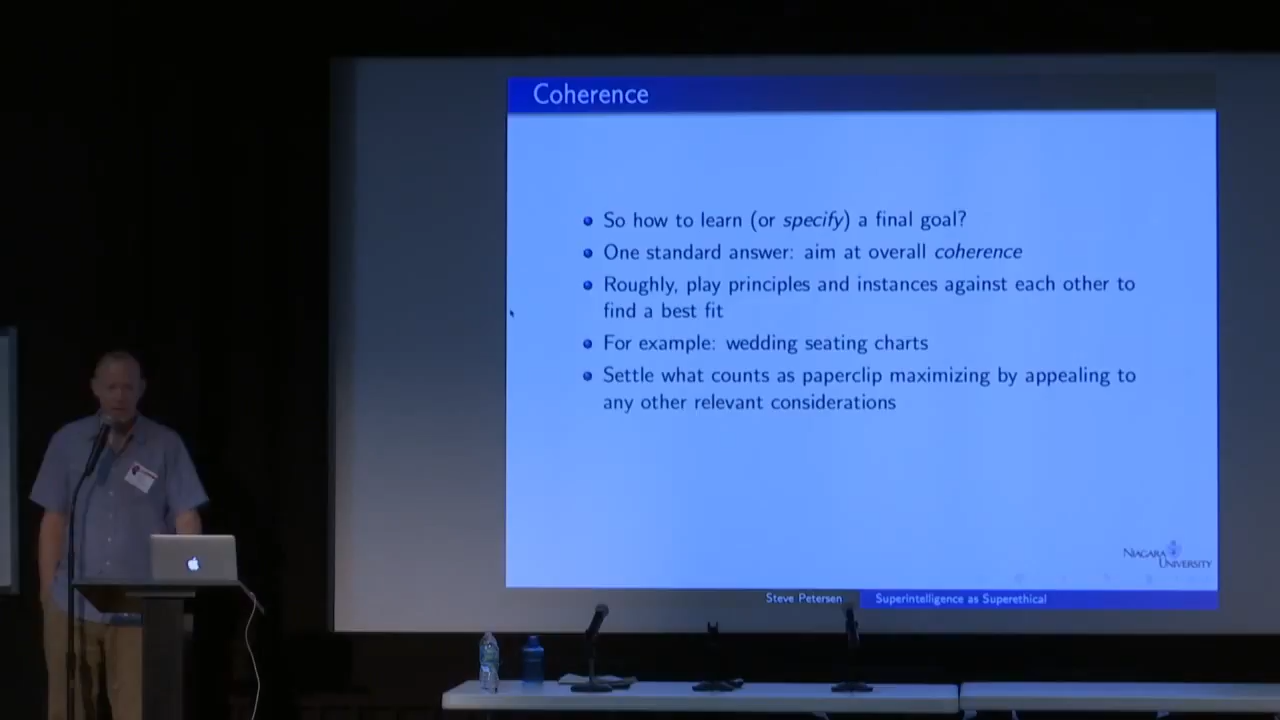 Coherence
So how to learn (or specify) a final goal?
One standard answer: aim at overall coherence
Roughly, play principles and instances against each other to
find a best fit
For example: wedding seating charts
Settle what counts as paperclip maximizing by appealing to
any other relevant considerations
NIAGARA
UNIVERSITY
Steve Petersen
Superintelligence as Superethical